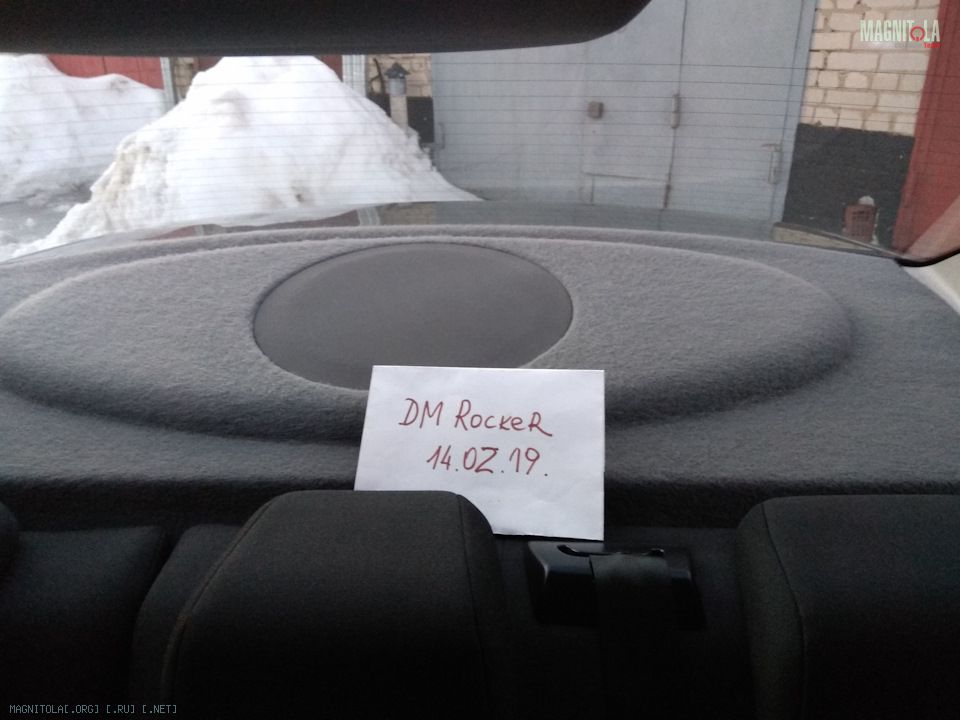 MAGNITOLA
DM RockeR
14.02.19.
MAGNITOLA[.ORG] [.RU] [.NET]